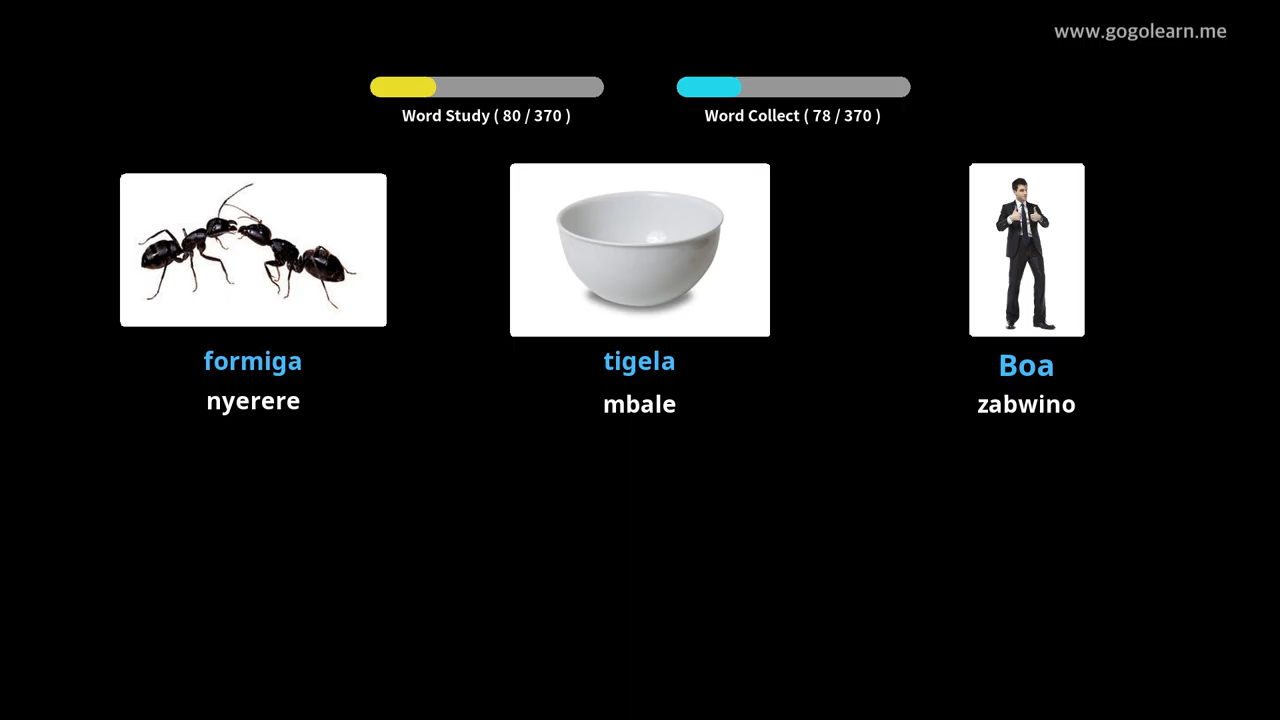 www.gogolearn.me
Word Study ( 80 / 370 )
Word Collect ( 78 / 370 )
formiga
nyerere
tigela
mbale
Boa
zabwino